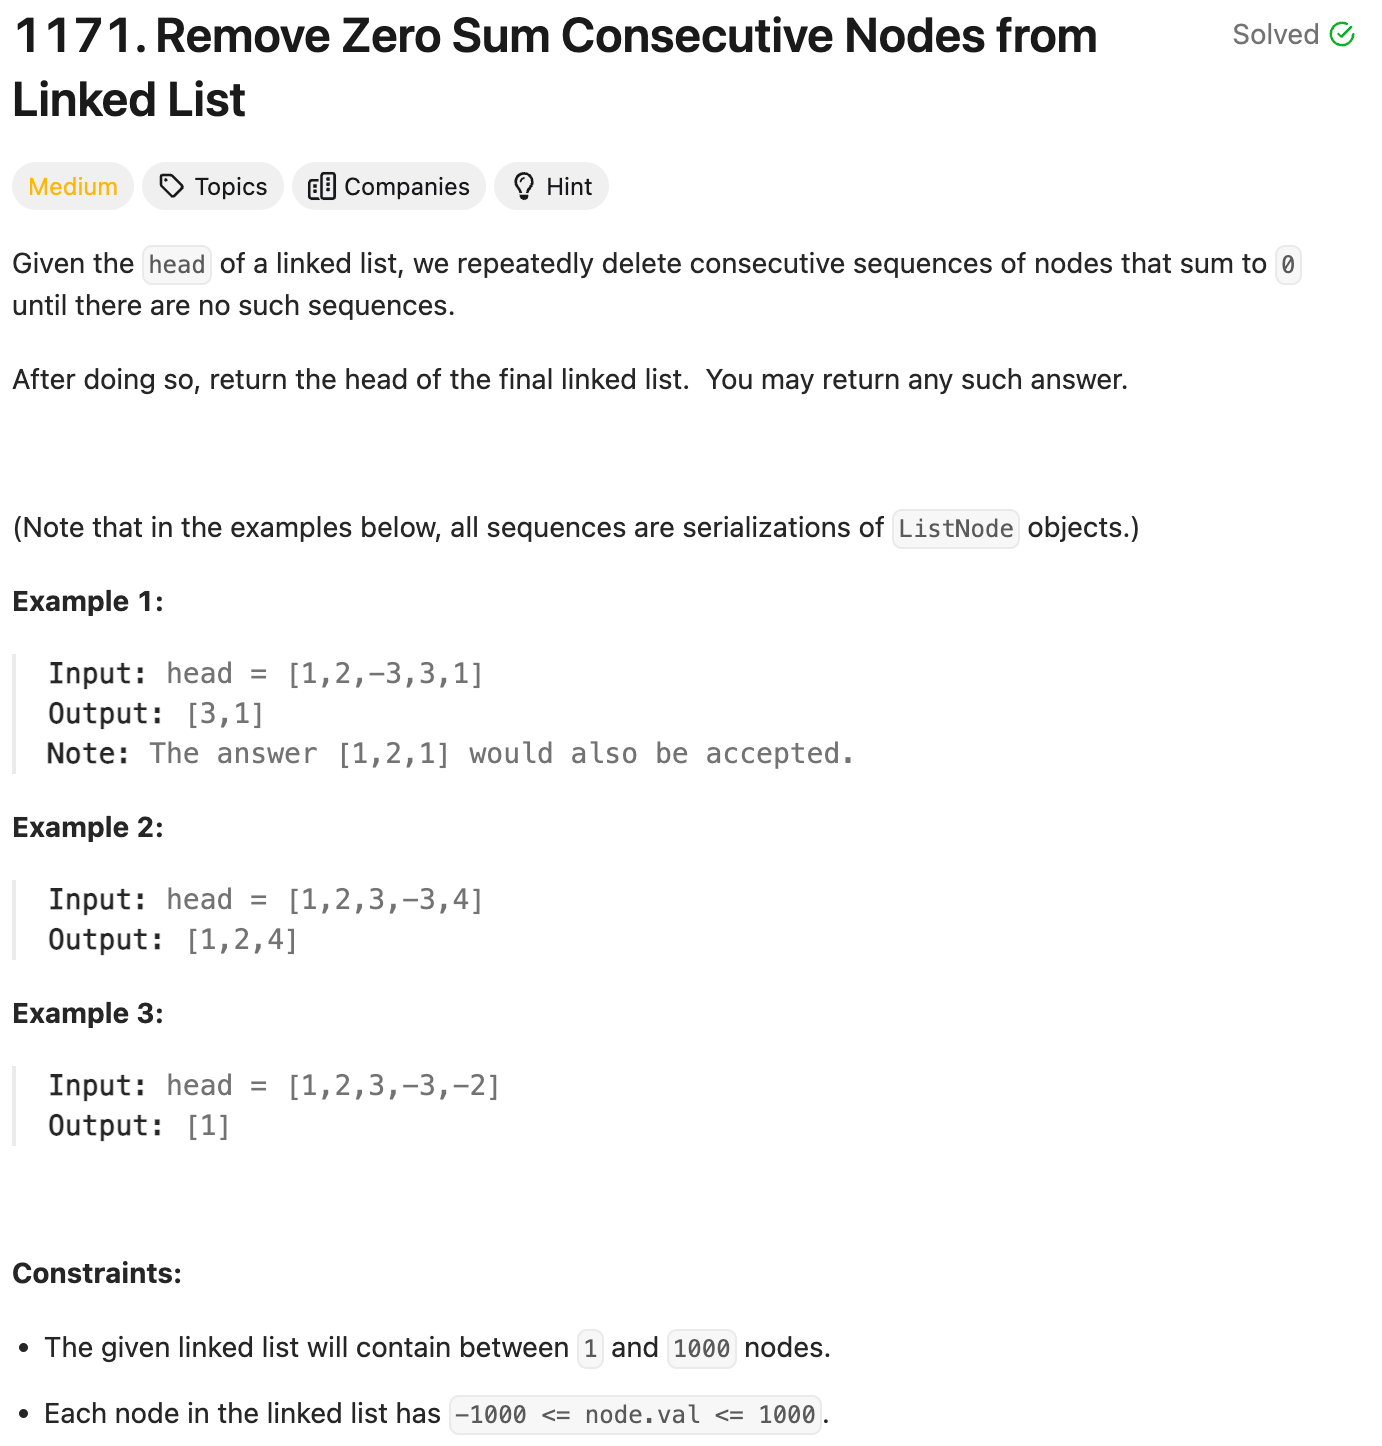 1171. Remove Zero Sum Consecutive Nodes from
Linked List
Solved
Medium
Topics
Companies
Hint
Given the head of a linked list, we repeatedly delete consecutive sequences of nodes that sum to 0
until there are no such sequences.
After doing so, return the head of the final linked list.  You may return any such answer.
(Note that in the examples below, all sequences are serializations of ListNode objects.)
Example 1:
Input: head = [1,2,-3,3,1]
Output: [3,1]
Note: The answer [1,2,1] would also be accepted.
Example 2:
Input: head = [1,2,3,-3,4]
Output: [1,2,4]
Example 3:
Input: head = [1,2,3,-3,-2]
Output: [1]
Constraints:
• The given linked list will contain between 1 and 1000 nodes.
• Each node in the linked list has -1000 <= node.val <= 1000.